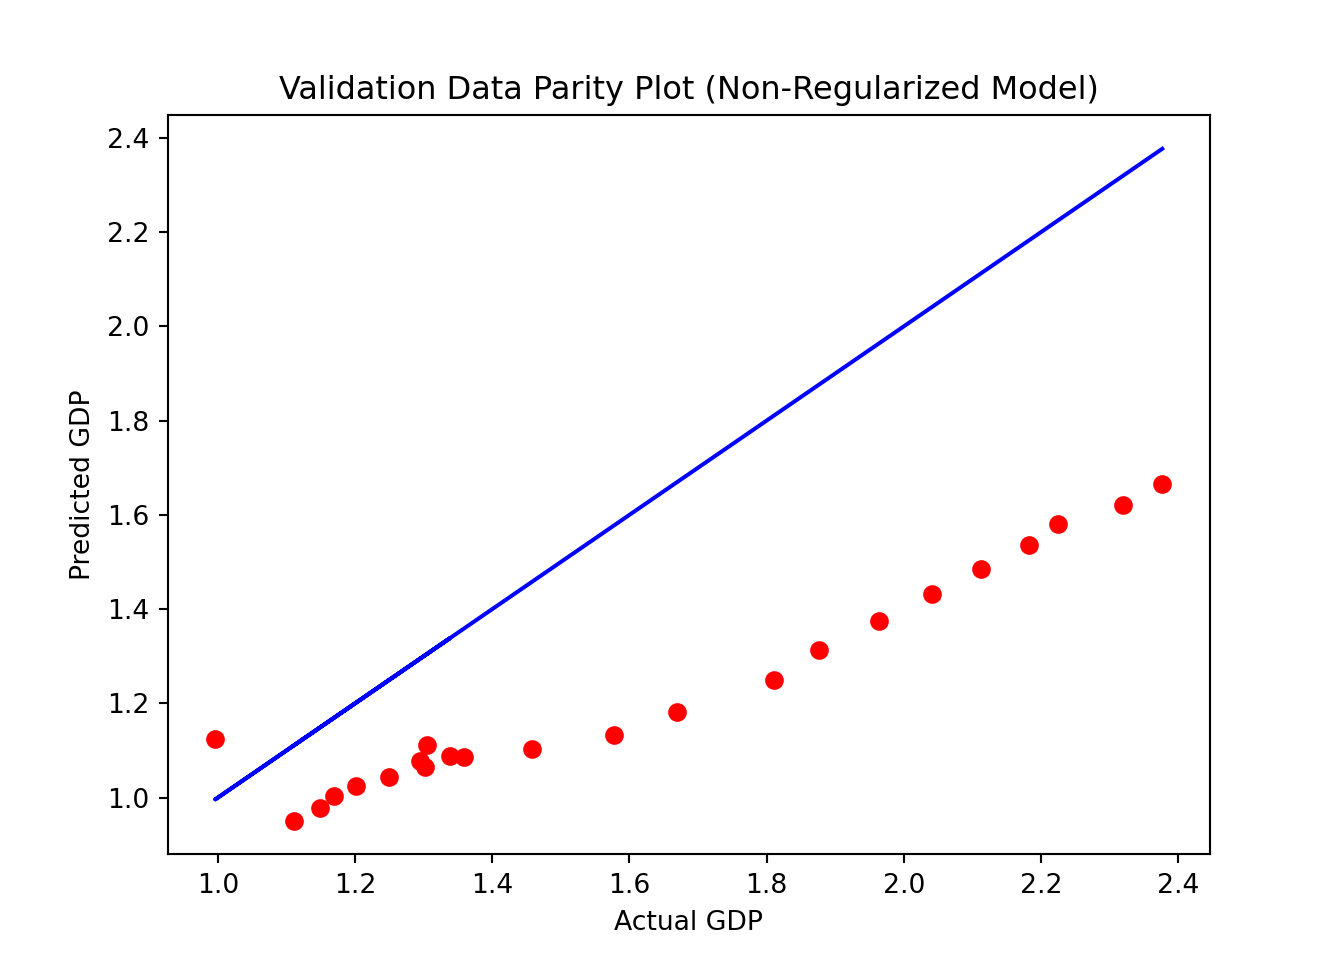 Validation Data Parity Plot (Non-Regularized Model)
2.4
2.2
2.0
1.8
1.6
1.4
1.2
1.0
Predicted GDP
1.0 1.2 1.4 1.6 1.8 2.0 2.2 2.4
Actual GDP